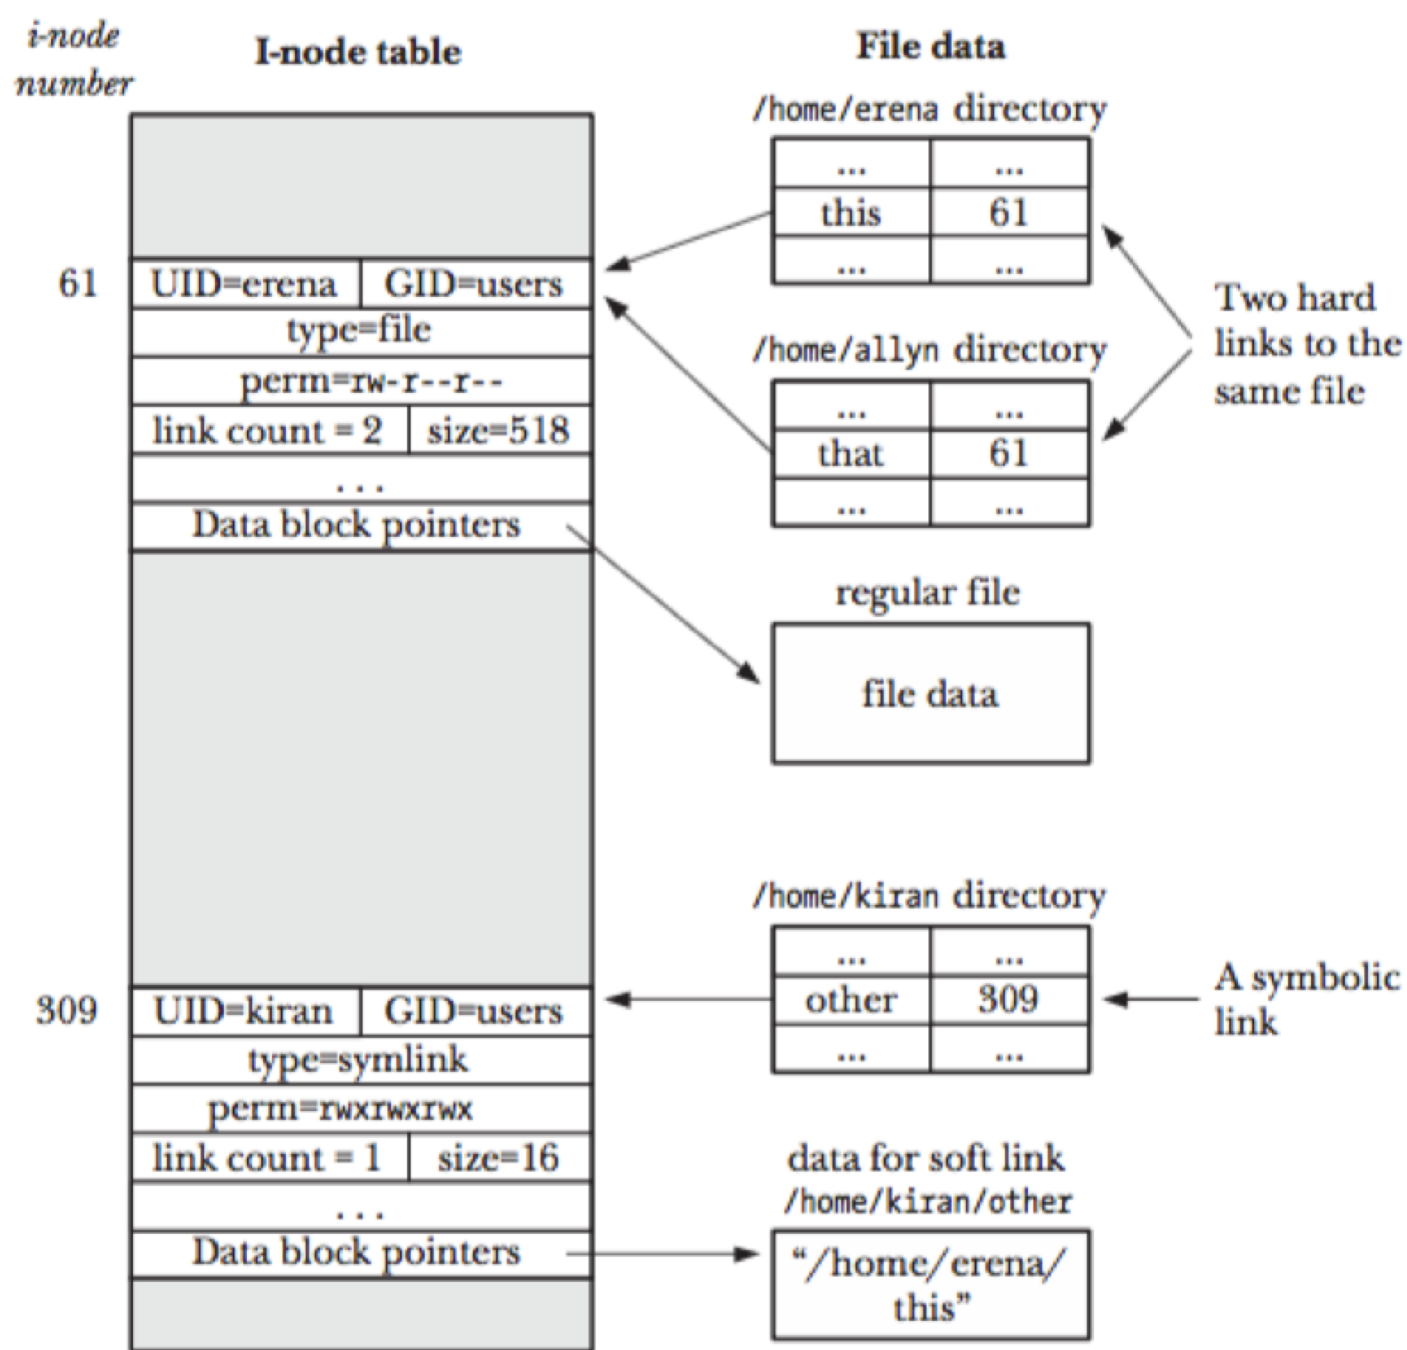 i-node
number
I-node table
File data
/home/erena directory
... ...
this 61
... ...
61
UID=erena GID=users
type=file
perm=rw-r--r--
link count = 2 size=518
...
Data block pointers
/home/allyn directory
... ...
that 61
... ...
Two hard
links to the
same file
regular file
file data
/home/kiran directory
... ...
other 309
... ...
A symbolic
link
309
UID=kiran GID=users
type=symlink
perm=rwxrwxrwx
link count = 1 size=16
...
Data block pointers
data for soft link
/home/kiran/other
“/home/erena/
this”